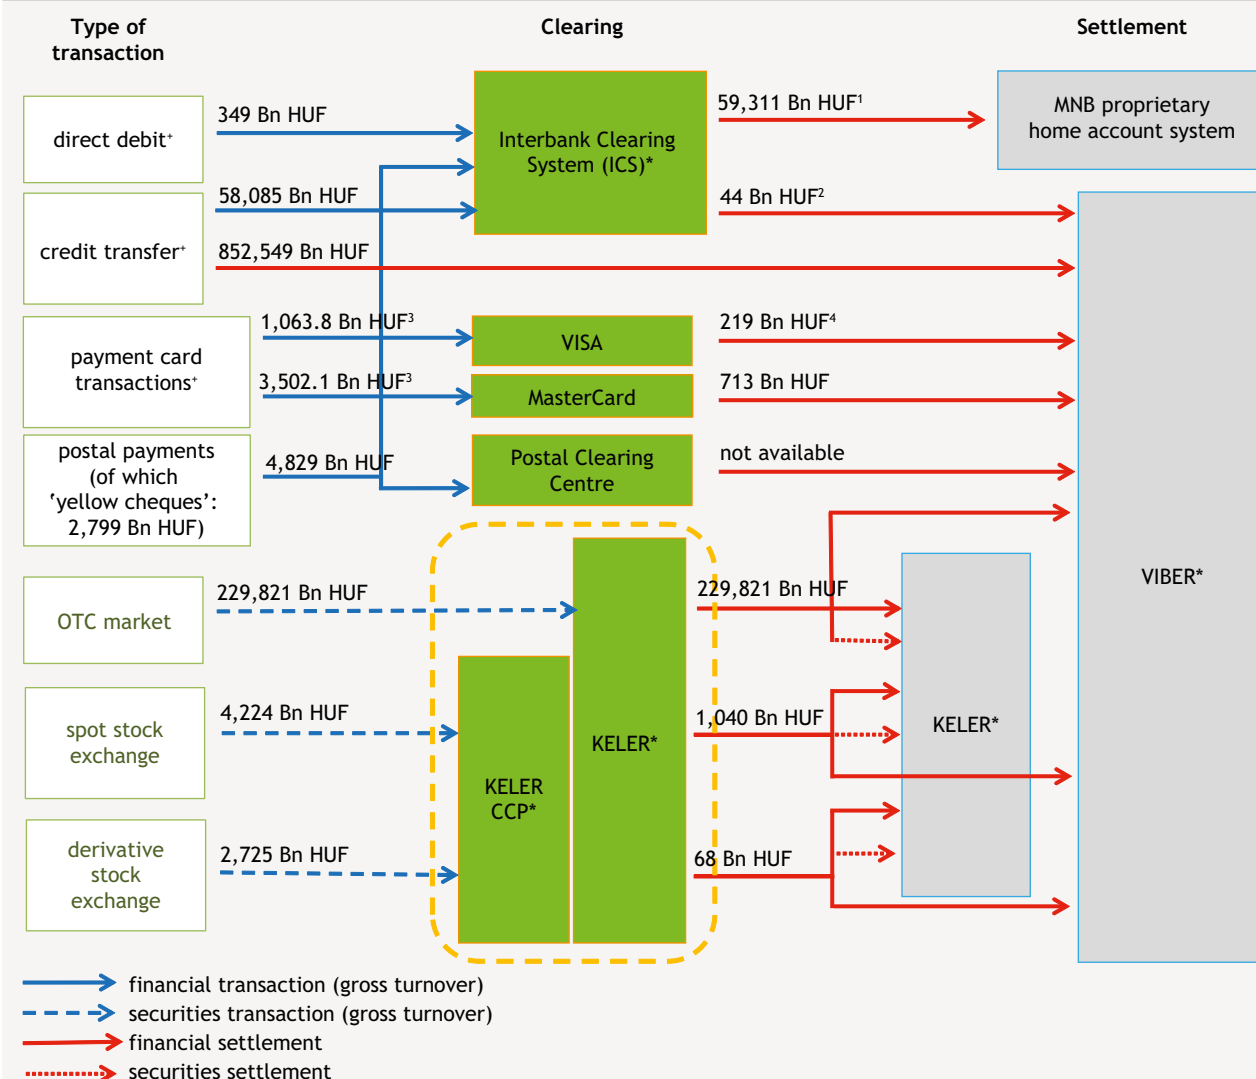 Type of
transaction
Clearing
Settlement
direct debit⁺
349 Bn HUF
Interbank Clearing
System (ICS)*
59,311 Bn HUF¹
MNB proprietary
home account system
58,085 Bn HUF
44 Bn HUF²
credit transfer⁺
852,549 Bn HUF
payment card
transactions⁺
1,063.8 Bn HUF³
VISA
219 Bn HUF⁴
3,502.1 Bn HUF³
MasterCard
713 Bn HUF
postal payments
(of which
‘yellow cheques’:
2,799 Bn HUF)
4,829 Bn HUF
Postal Clearing
Centre
not available
VIBER*
OTC market
229,821 Bn HUF
229,821 Bn HUF
spot stock
exchange
4,224 Bn HUF
KELER*
1,040 Bn HUF
KELER*
KELER
CCP*
derivative
stock
exchange
2,725 Bn HUF
68 Bn HUF
financial transaction (gross turnover)
securities transaction (gross turnover)
financial settlement
securities settlement